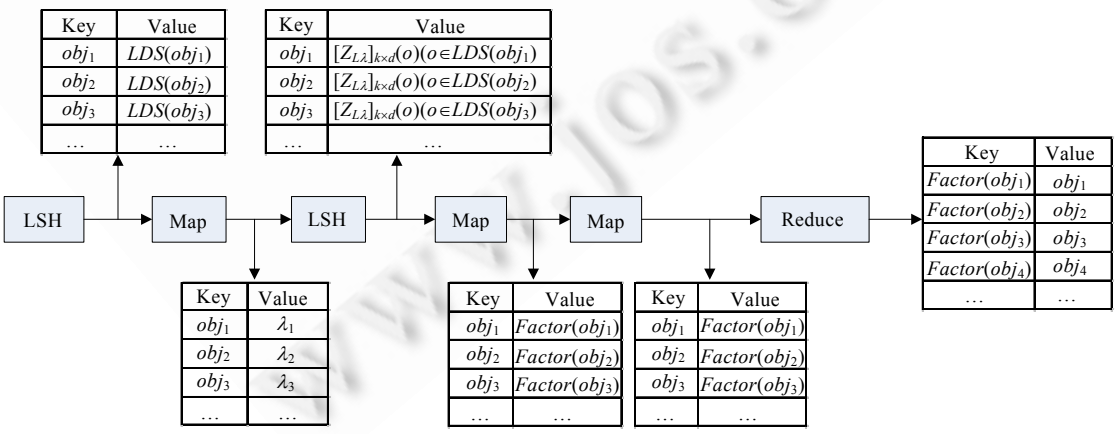 Key Value
obj1 LDS(obj1)
obj2 LDS(obj2)
obj3 LDS(obj3)
… …
Key Value
obj1 [ZLλ]k×d(o)(o∈LDS(obj1)
obj2 [ZLλ]k×d(o)(o∈LDS(obj2)
obj3 [ZLλ]k×d(o)(o∈LDS(obj3)
… …
LSH Map LSH Map Map Reduce
Key Value
Factor(obj1) obj1
Factor(obj2) obj2
Factor(obj3) obj3
Factor(obj4) obj4
… …
Key Value
obj1 λ1
obj2 λ2
obj3 λ3
… …
Key Value
obj1 Factor(obj1)
obj2 Factor(obj2)
obj3 Factor(obj3)
… …
Key Value
obj1 Factor(obj1)
obj2 Factor(obj2)
obj3 Factor(obj3)
… …
www.jos.